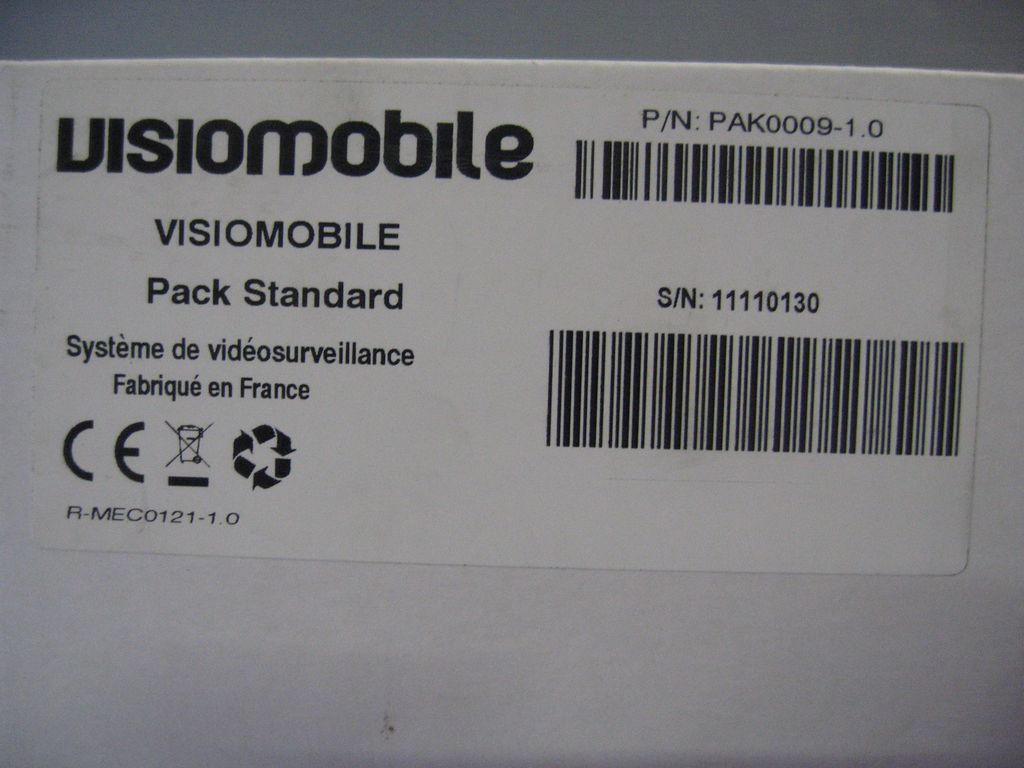 VISIOMOBILE
VISIOMOBILE
Pack Standard
Système de vidéosurveillance
Fabriqué en France
CE
R-MEC0121-1.0
P/N: PAK0009-1.0
S/N: 11110130